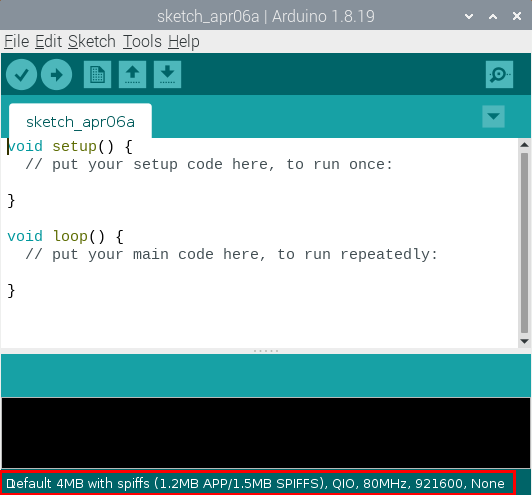 sketch_apr06a | Arduino 1.8.19
File Edit Sketch Tools Help
sketch_apr06a
void setup() {
  // put your setup code here, to run once:
}
void loop() {
  // put your main code here, to run repeatedly:
}
Default 4MB with spiffs (1.2MB APP/1.5MB SPIFFS), QIO, 80MHz, 921600, None